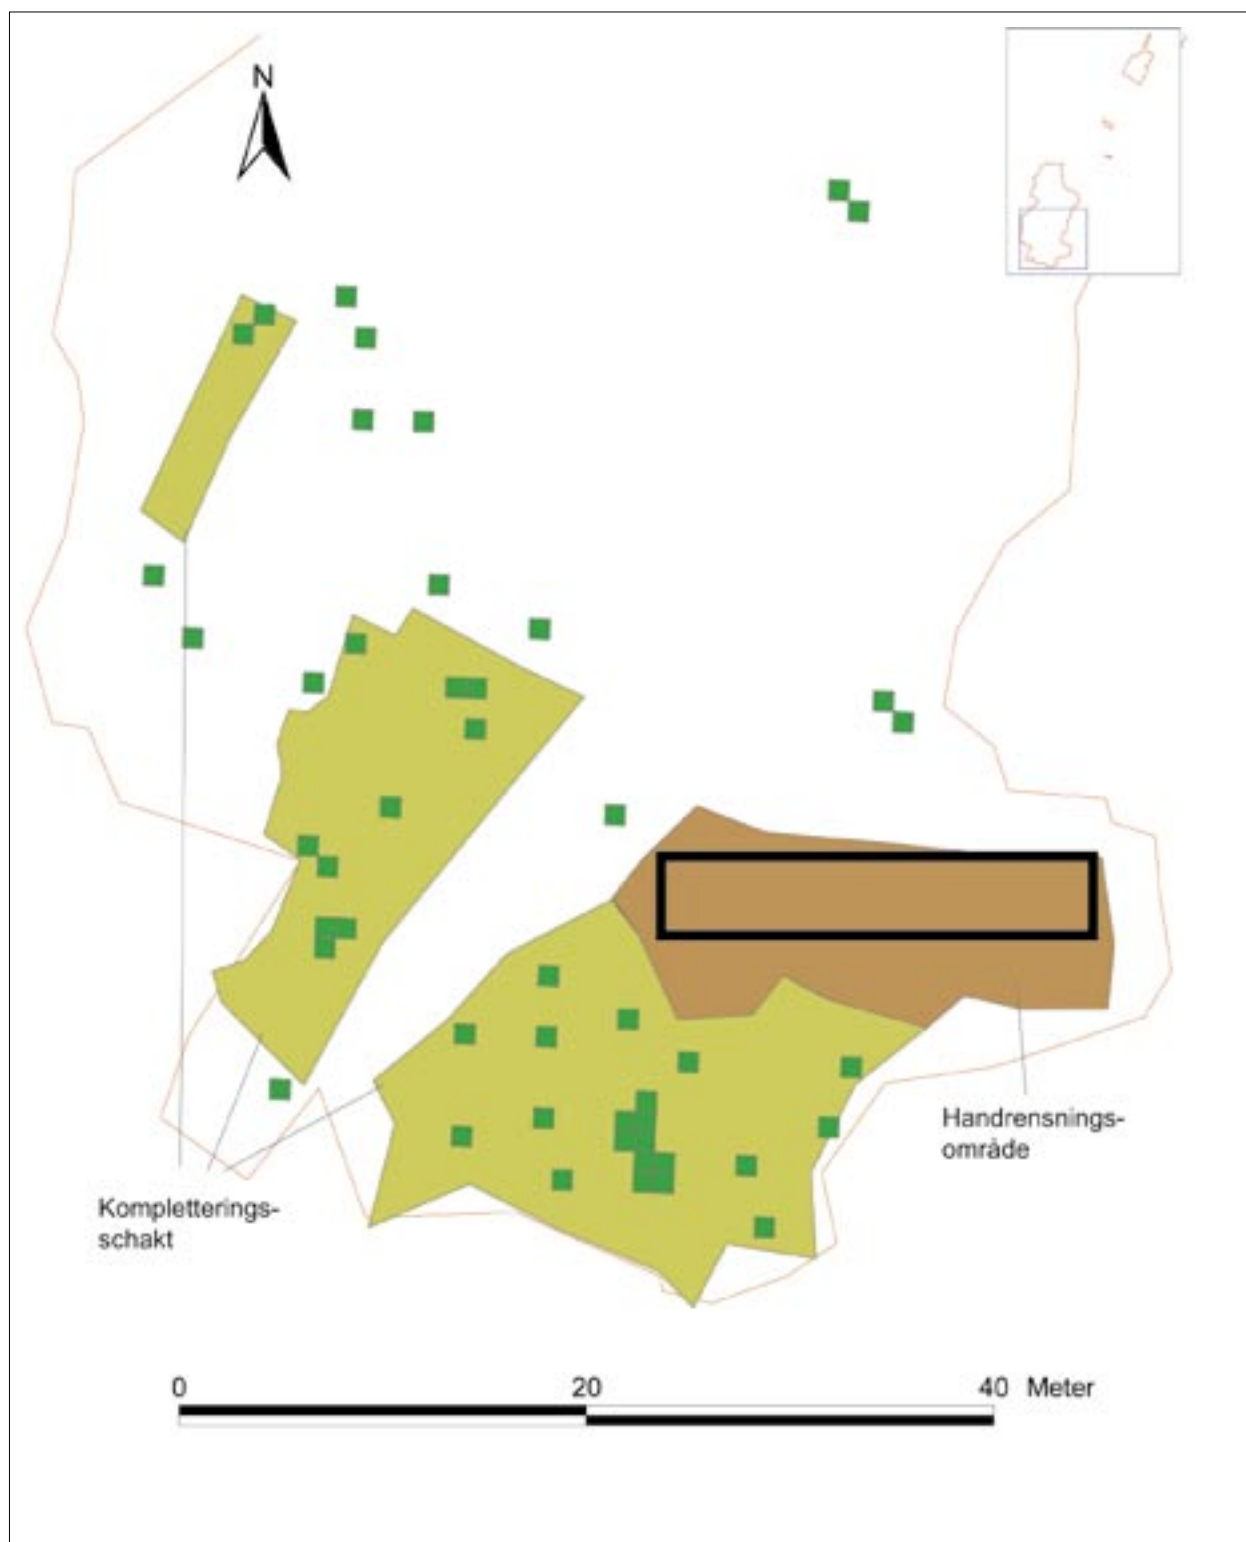 N
Handrensnings-
område
Kompletterings-
schakt
0 20 40 Meter